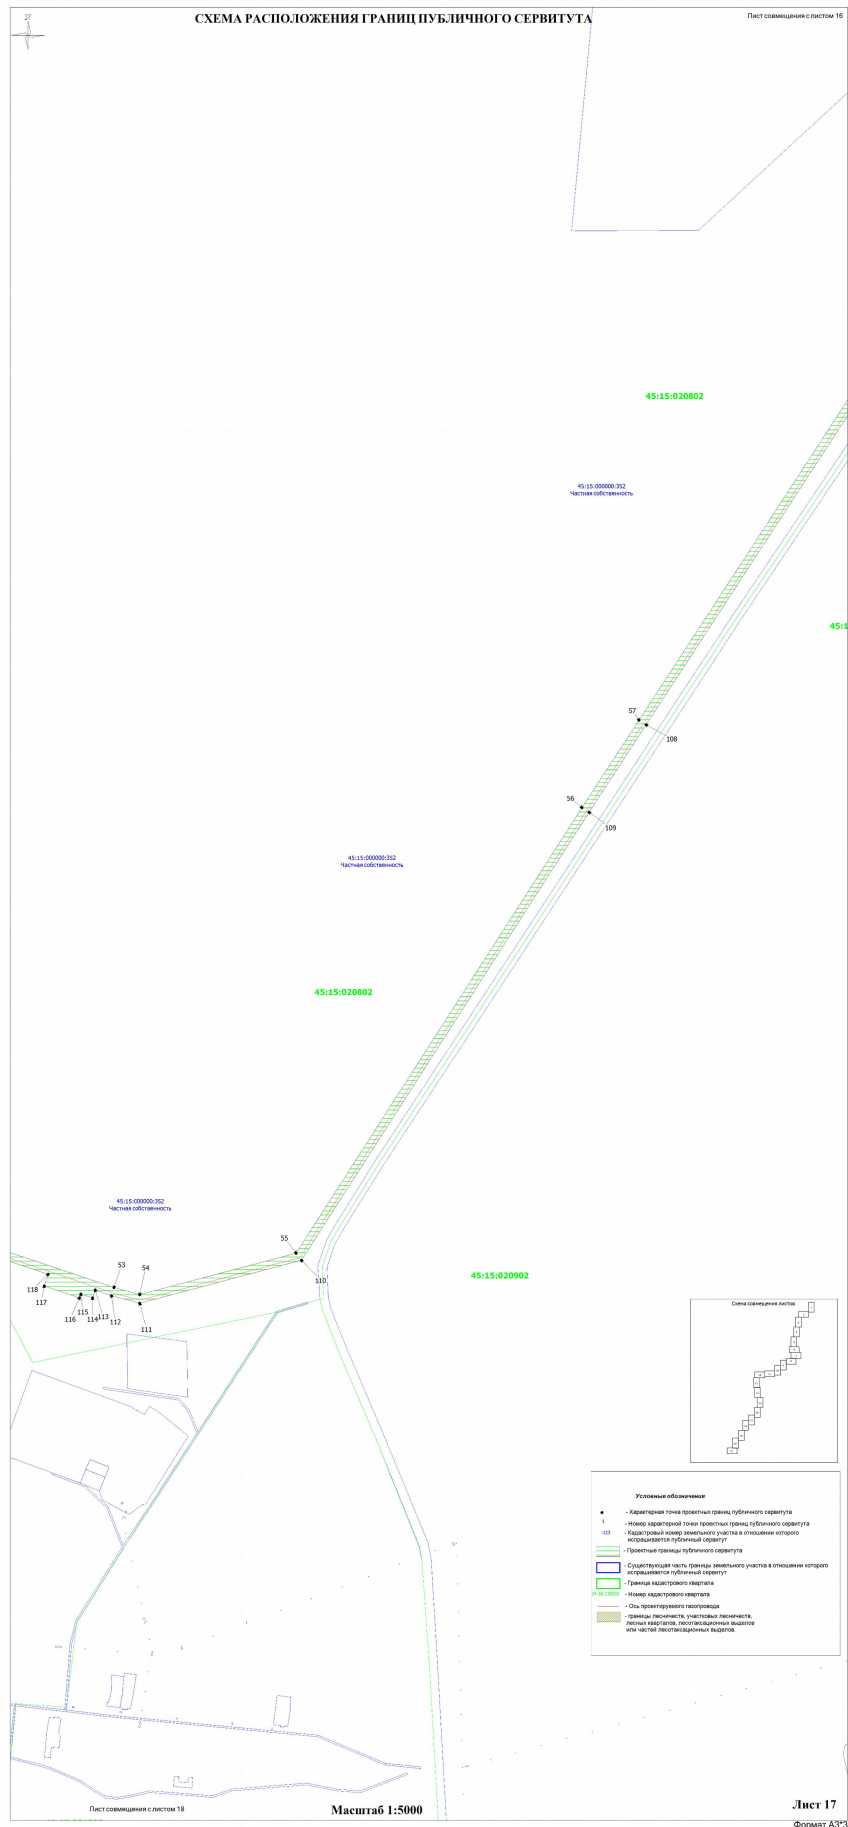 СХЕМА РАСПОЛОЖЕНИЯ ГРАНИЦ ПУБЛИЧНОГО СЕРВИТУТА
Лист совмещения с листом 16
45:15:020802
45:15:000000:352
Частная собственность
45:1
57
108
56
109
45:15:000000:352
Частная собственность
45:15:020802
45:15:000000:352
Частная собственность
55
110
45:15:020902
53
54
118
117
116
115
114
113
112
111
Схема совмещения листов
Условные обозначения
- Характерная точка проектных границ публичного сервитута
- Номер характерной точки проектных границ публичного сервитута
:123 - Кадастровый номер земельного участка в отношении которого
испрашивается публичный сервитут
- Проектные границы публичного сервитута
- Существующая часть границы земельного участка в отношении которого
испрашивается публичный сервитут
- Граница кадастрового квартала
- Номер кадастрового квартала
- Ось проектируемого газопровода
- границы лесничеств, участковых лесничеств,
лесных кварталов, лесотаксационных выделов
или частей лесотаксационных выделов.
Лист совмещения с листом 18
Масштаб 1:5000
Лист 17
Формат А3*3